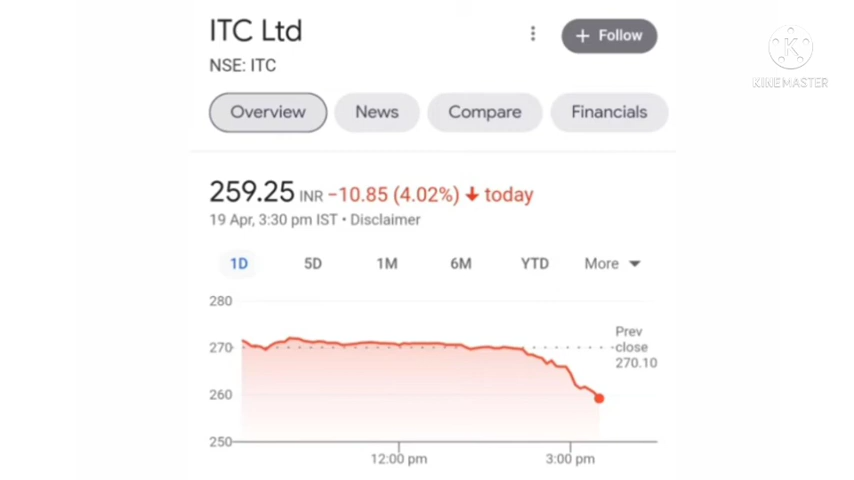 ITC Ltd
+ Follow
KINEMASTER
NSE: ITC
Overview
News
Compare
Financials
259.25 INR −10.85 (4.02%) ↓ today
19 Apr, 3:30 pm IST • Disclaimer
1D 5D 1M 6M YTD More
280
270
260
250
Prev
close
270.10
12:00 pm
3:00 pm